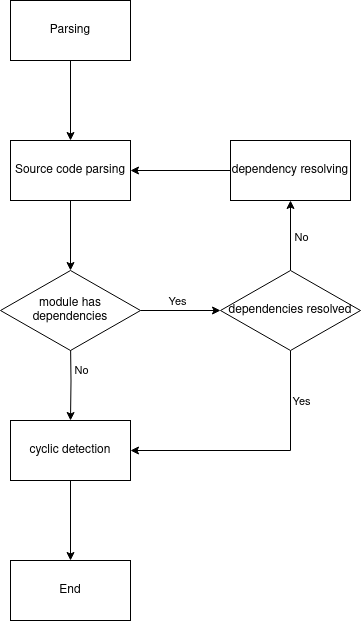 Parsing
Source code parsing
dependency resolving
No
module has
dependencies
Yes
dependencies resolved
No
Yes
cyclic detection
End